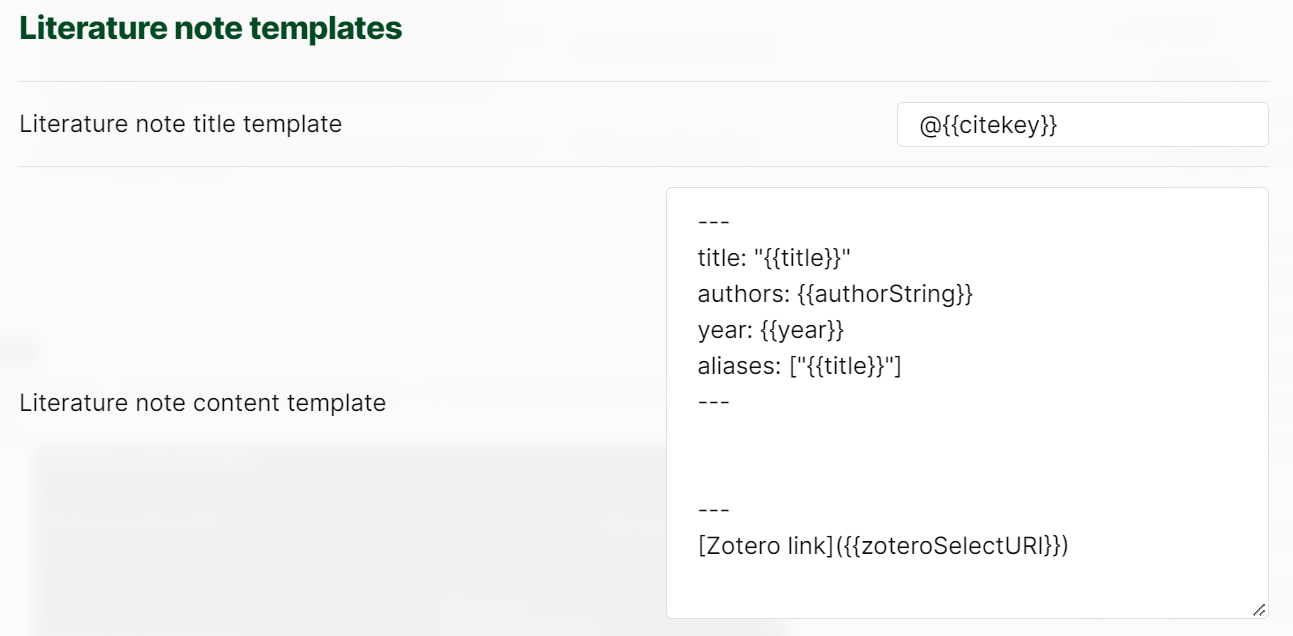 Literature note templates
Literature note title template
@{{citekey}}
Literature note content template
---
title: "{{title}}"
authors: {{authorString}}
year: {{year}}
aliases: ["{{title}}"]
---
---
[Zotero link]({{zoteroSelectURI}})